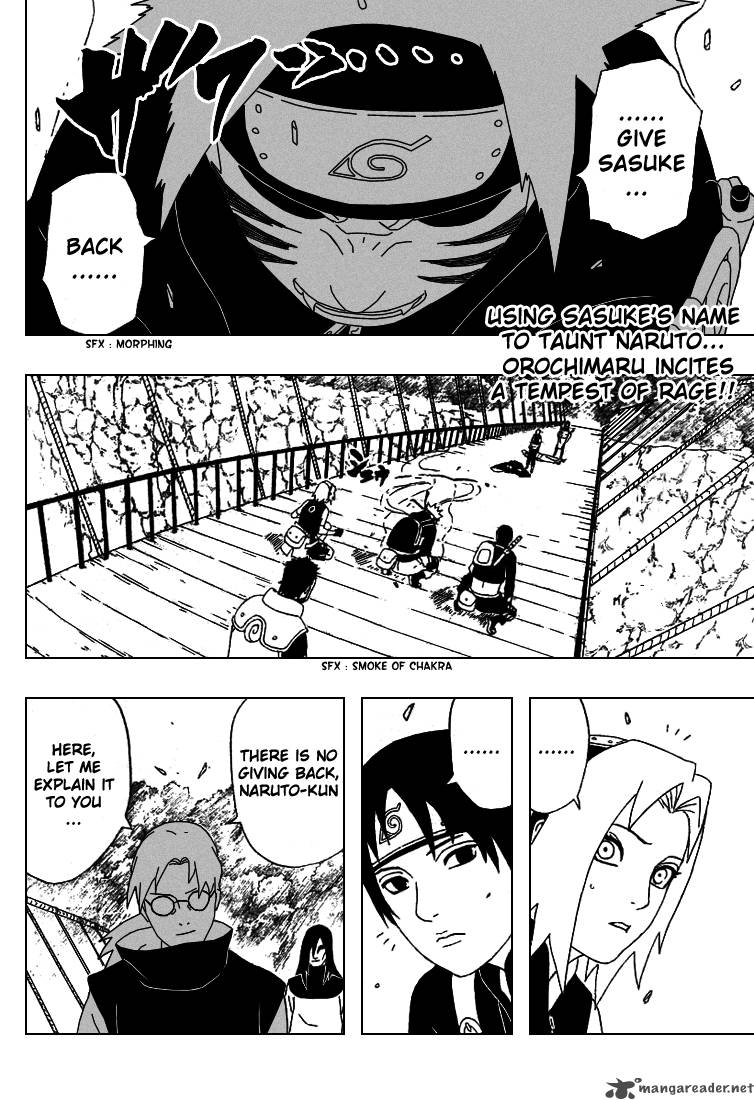 ザワ
......
GIVE
SASUKE
...
BACK
......
SFX : MORPHING
USING SASUKE'S NAME
TO TAUNT NARUTO...
OROCHIMARU INCITES
A TEMPEST OF RAGE!!
SFX : SMOKE OF CHAKRA
......
......
THERE IS NO
GIVING BACK,
NARUTO-KUN
HERE,
LET ME
EXPLAIN IT
TO YOU
...
mangareader.net